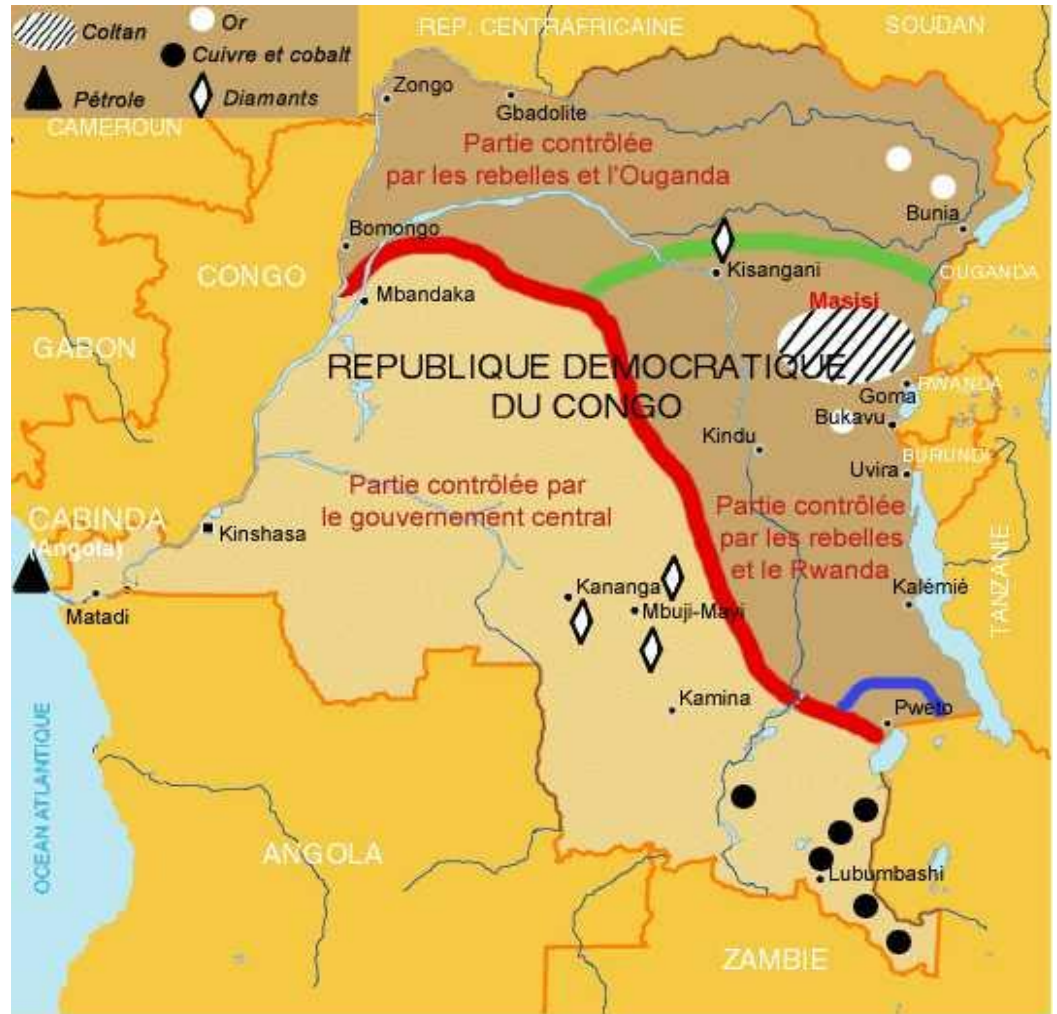 Coltan
Or
Cuivre et cobalt
Pétrole
Diamants
REP. CENTRAFRICAINE
SOUDAN
CAMEROUN
Zongo
Gbadolite
Partie contrôlée
par les rebelles et l'Ouganda
Bunia
Bomongo
CONGO
Kisangani
OUGANDA
Mbandaka
Masisi
GABON
REPUBLIQUE DEMOCRATIQUE
DU CONGO
RWANDA
Goma
Bukavu
Kindu
BURUNDI
Uvira
Partie contrôlée par
le gouvernement central
Partie contrôlée
par les rebelles
et le Rwanda
CABINDA
(Angola)
Kinshasa
Kananga
Kalémié
TANZANIE
Matadi
Mbuji-Mayi
Kamina
Pweto
OCEAN ATLANTIQUE
ANGOLA
Lubumbashi
ZAMBIE